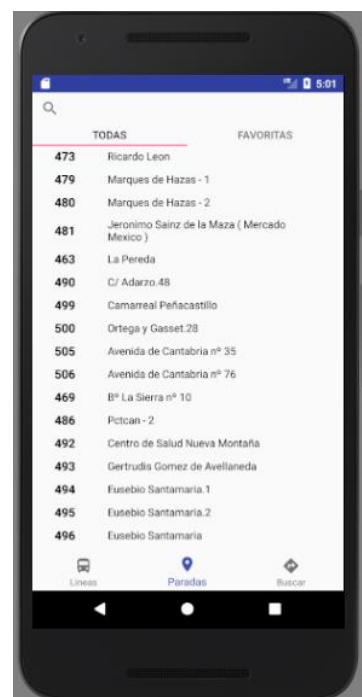 5:01
TODAS FAVORITAS
473 Ricardo Leon
479 Marques de Hazas - 1
480 Marques de Hazas - 2
481 Jeronimo Sainz de la Maza ( Mercado
Mexico )
463 La Pereda
490 C/ Adarzo.48
499 Camarreal Peñacastillo
500 Ortega y Gasset.28
505 Avenida de Cantabria nº 35
506 Avenida de Cantabria nº 76
469 Bº La Sierra nº 10
486 Pctcan - 2
492 Centro de Salud Nueva Montaña
493 Gertrudis Gomez de Avellaneda
494 Eusebio Santamaria.1
495 Eusebio Santamaria.2
496 Eusebio Santamaria
Lineas Paradas Buscar